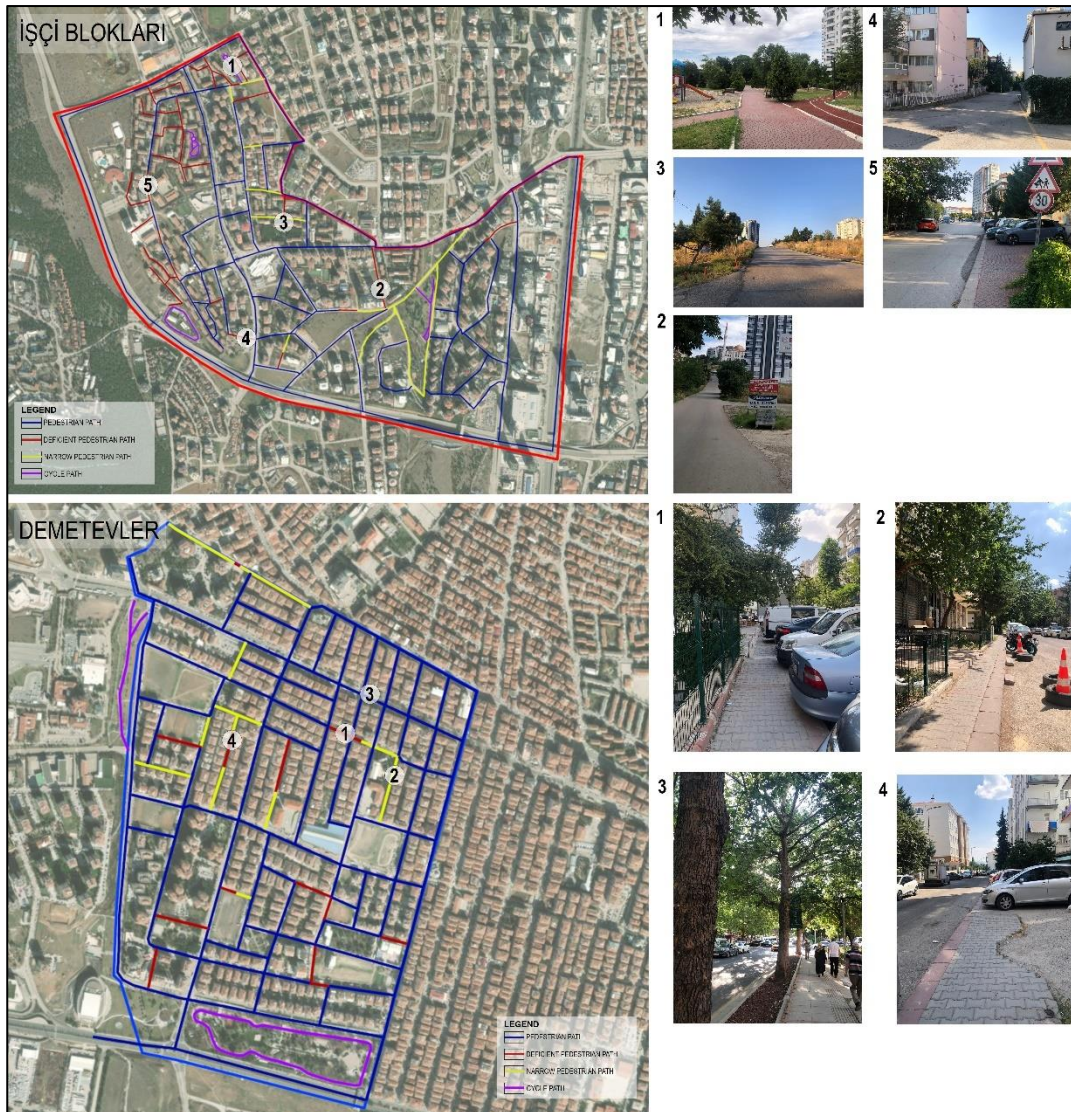 İŞÇİ BLOKLARI
1
2
3
4
5
LEGEND
PEDESTRIAN PATH
DEFICIENT PEDESTRIAN PATH
NARROW PEDESTRIAN PATH
CYCLE PATH
1
4
3
5
30
2
DEMETEVLER
1
2
3
4
LEGEND
PEDESTRIAN PATH
DEFICIENT PEDESTRIAN PATH
NARROW PEDESTRIAN PATH
CYCLE PATH
1
2
3
4